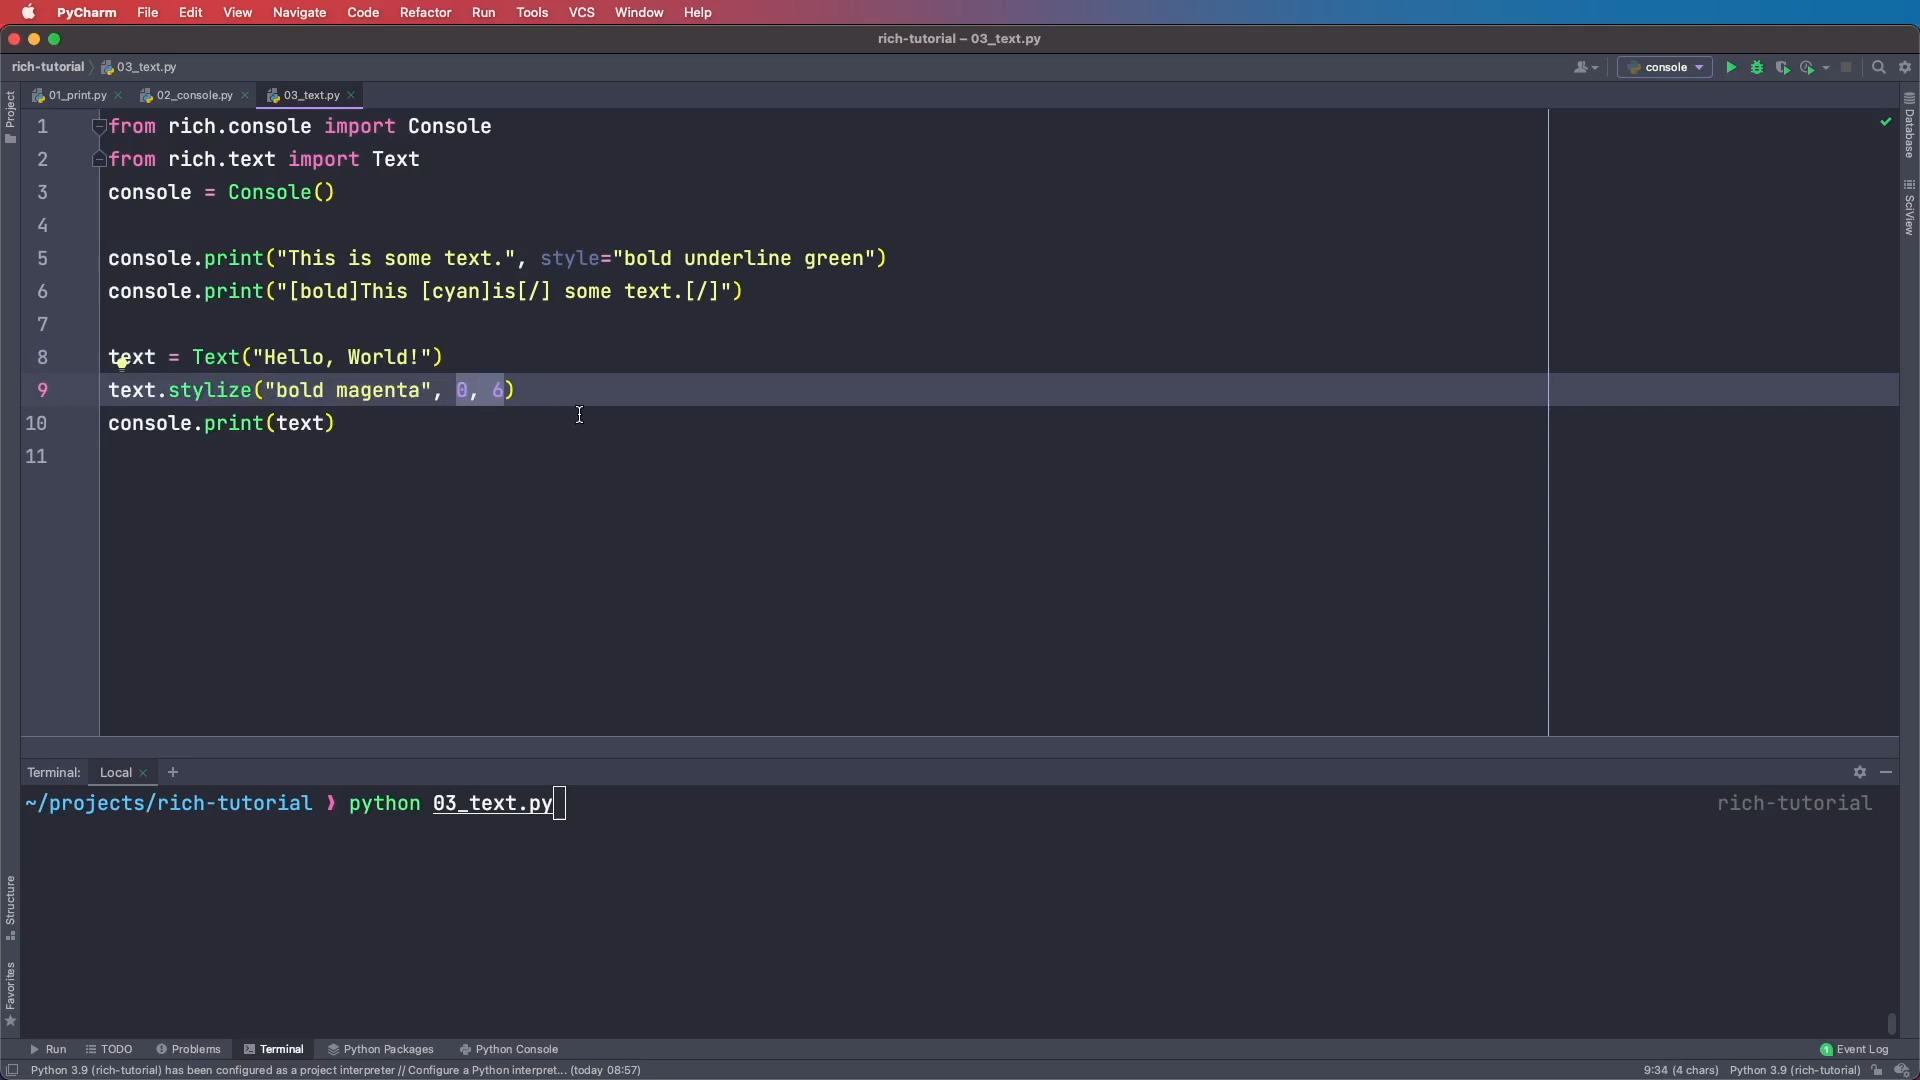 PyCharm File Edit View Navigate Code Refactor Run Tools VCS Window Help
rich-tutorial – 03_text.py
rich-tutorial 03_text.py
console
01_print.py 02_console.py 03_text.py
Project
1 from rich.console import Console
2 from rich.text import Text
3 console = Console()
4
5 console.print("This is some text.", style="bold underline green")
6 console.print("[bold]This [cyan]is[/] some text.[/]")
7
8 text = Text("Hello, World!")
9 text.stylize("bold magenta", 0, 6)
10 console.print(text)
11
Database
SciView
Terminal: Local +
~/projects/rich-tutorial ❱ python 03_text.py
rich-tutorial
Structure
Favorites
Run TODO Problems Terminal Python Packages Python Console
1 Event Log
Python 3.9 (rich-tutorial) has been configured as a project interpreter // Configure a Python interpret... (today 08:57)
9:34 (4 chars) Python 3.9 (rich-tutorial)